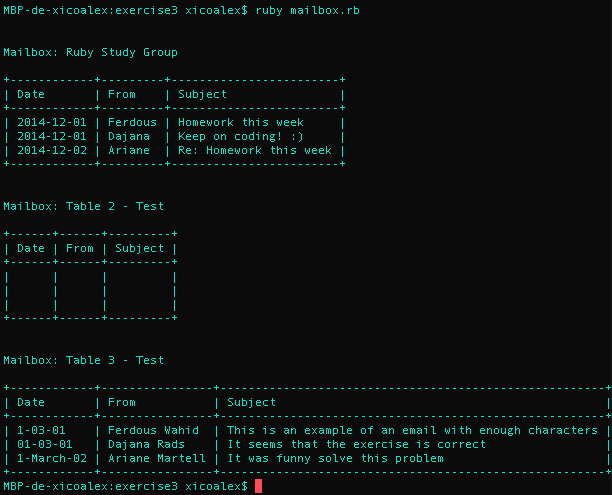 MBP-de-xicoalex:exercise3 xicoalex$ ruby mailbox.rb
Mailbox: Ruby Study Group
+------------+---------+------------------------+
| Date       | From    | Subject                |
+------------+---------+------------------------+
| 2014-12-01 | Ferdous | Homework this week     |
| 2014-12-01 | Dajana  | Keep on coding! :)     |
| 2014-12-02 | Ariane  | Re: Homework this week |
+------------+---------+------------------------+
Mailbox: Table 2 - Test
+------+------+---------+
| Date | From | Subject |
+------+------+---------+
|      |      |         |
|      |      |         |
|      |      |         |
+------+------+---------+
Mailbox: Table 3 - Test
+------------+----------------+-------------------------------------------------------+
| Date       | From           | Subject                                               |
+------------+----------------+-------------------------------------------------------+
| 1-03-01    | Ferdous Wahid  | This is an example of an email with enough characters |
| 01-03-01   | Dajana Rads    | It seems that the exercise is correct                 |
| 1-March-02 | Ariane Martell | It was funny solve this problem                       |
+------------+----------------+-------------------------------------------------------+
MBP-de-xicoalex:exercise3 xicoalex$